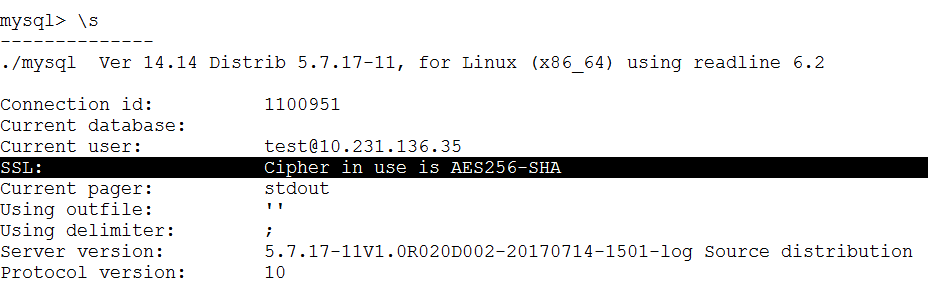 mysql> \s
--------------
./mysql  Ver 14.14 Distrib 5.7.17-11, for Linux (x86_64) using readline 6.2
Connection id:          1100951
Current database:
Current user:           test@10.231.136.35
SSL:                    Cipher in use is AES256-SHA
Current pager:          stdout
Using outfile:          ''
Using delimiter:        ;
Server version:         5.7.17-11V1.0R020D002-20170714-1501-log Source distribution
Protocol version:       10